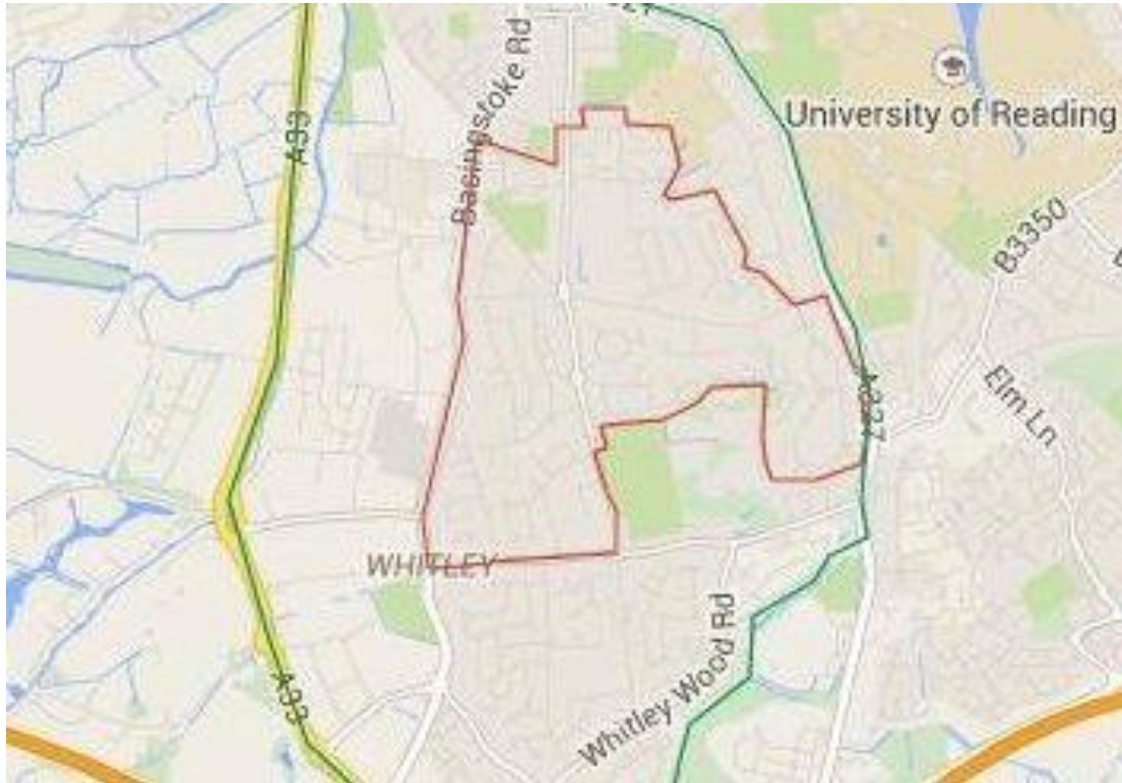 Basingstoke Rd
A33
University of Reading
B3350
A327
Elm Ln
WHITLEY
Whitley Wood Rd
A33